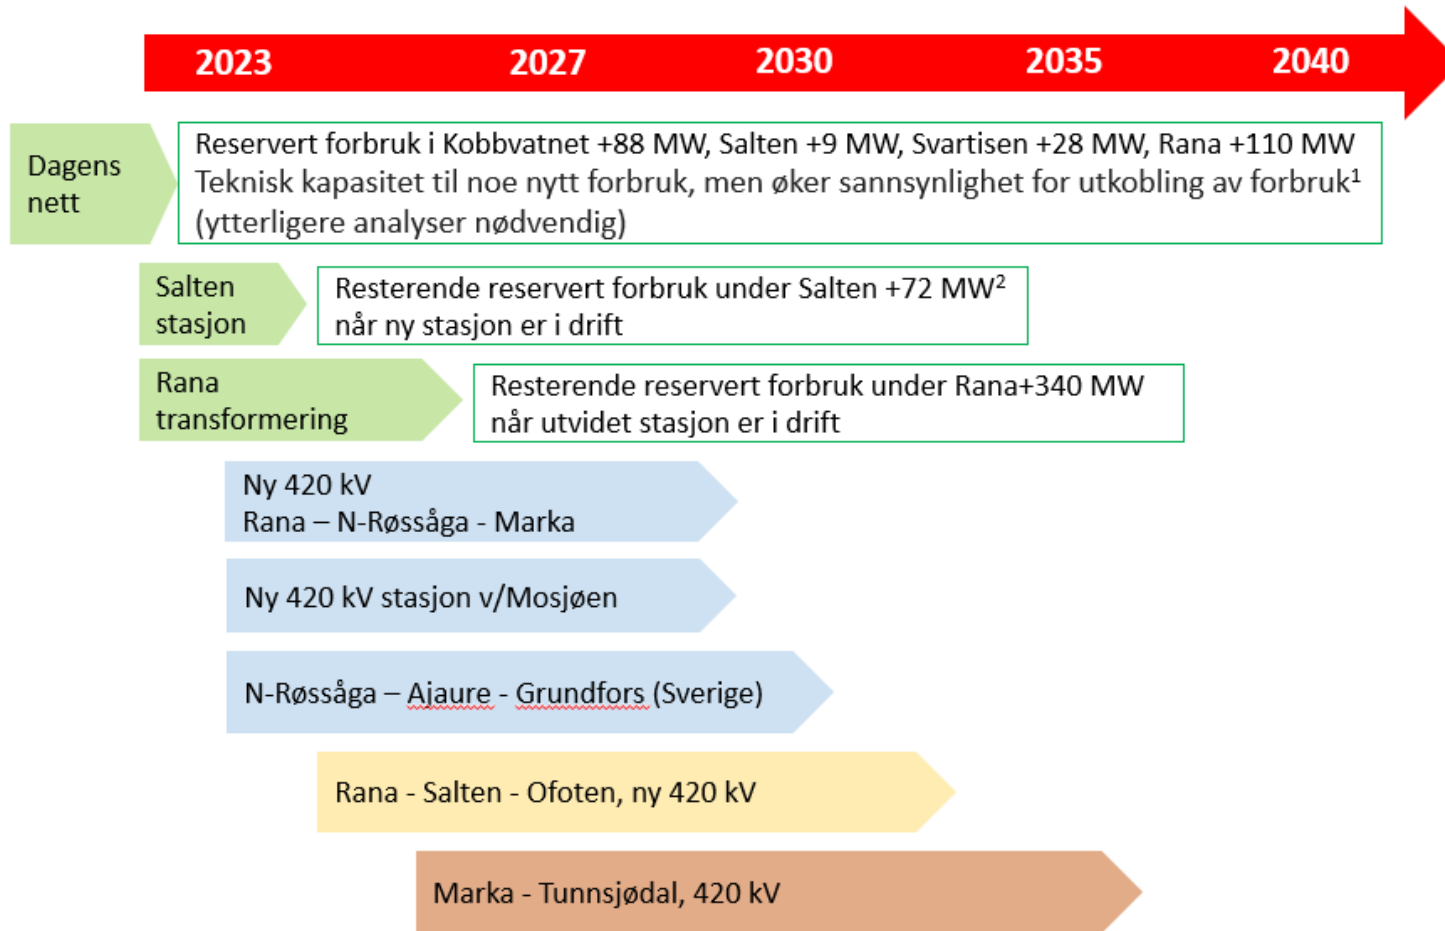 2023 2027 2030 2035 2040
Dagens
nett
Reservert forbruk i Kobbvatnet +88 MW, Salten +9 MW, Svartisen +28 MW, Rana +110 MW
Teknisk kapasitet til noe nytt forbruk, men øker sannsynlighet for utkobling av forbruk¹
(ytterligere analyser nødvendig)
Salten
stasjon
Resterende reservert forbruk under Salten +72 MW²
når ny stasjon er i drift
Rana
transformering
Resterende reservert forbruk under Rana+340 MW
når utvidet stasjon er i drift
Ny 420 kV
Rana – N-Røssåga - Marka
Ny 420 kV stasjon v/Mosjøen
N-Røssåga – Ajaure - Grundfors (Sverige)
Rana - Salten - Ofoten, ny 420 kV
Marka - Tunnsjødal, 420 kV